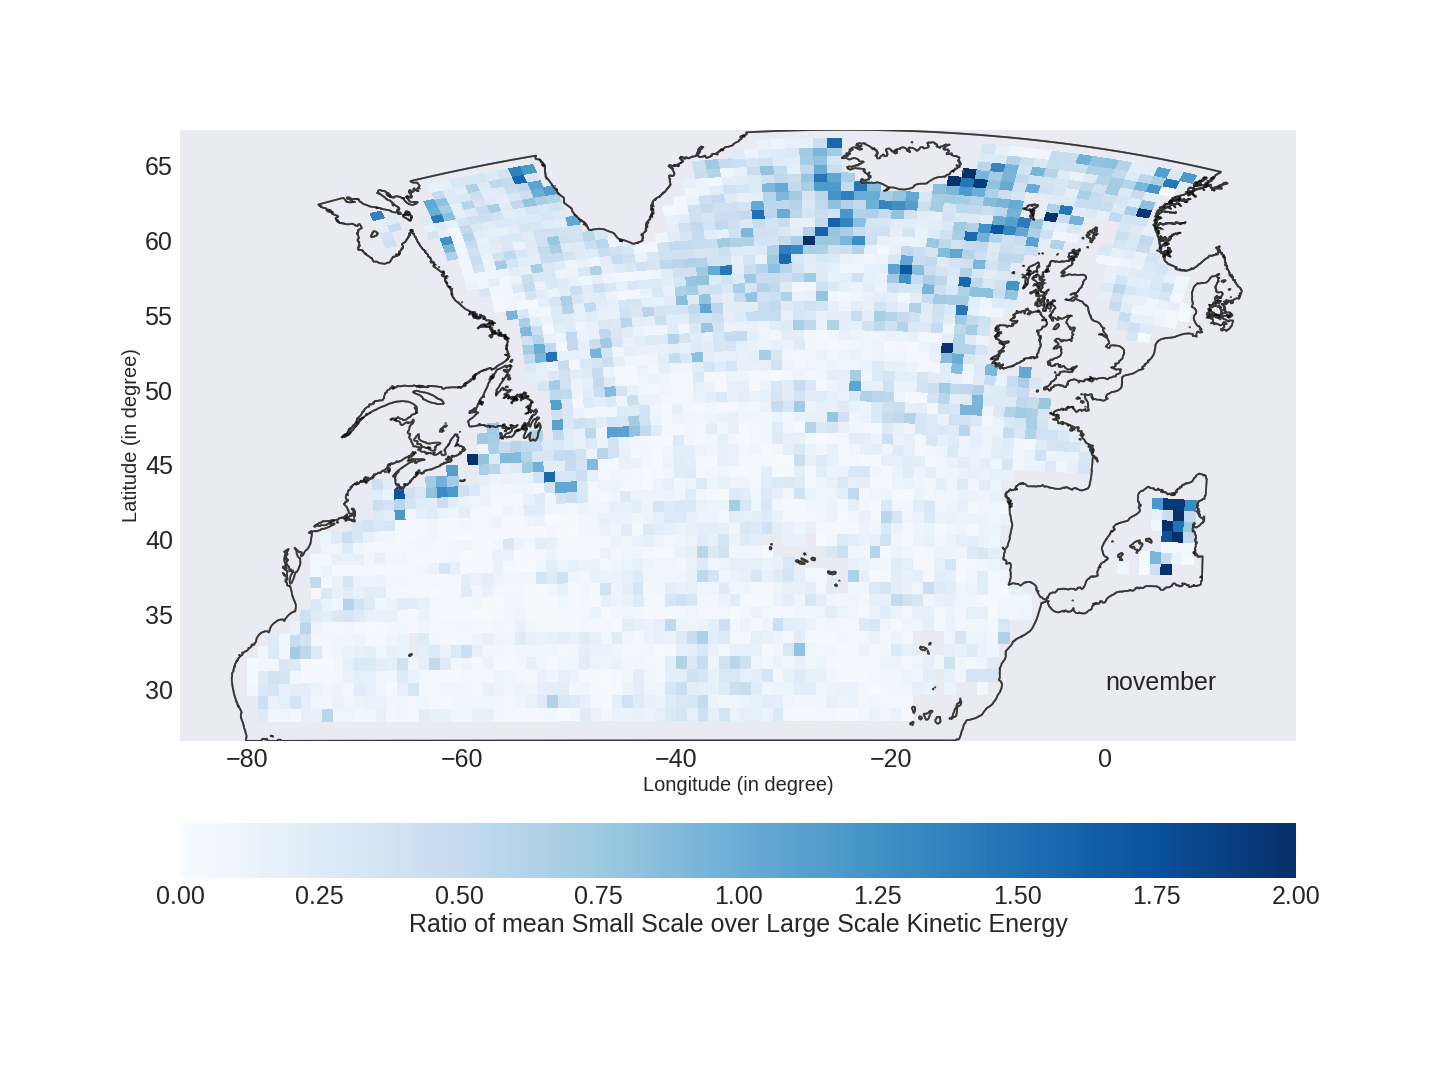 65
60
55
50
45
40
35
30
Latitude (in degree)
november
−80 −60 −40 −20 0
Longitude (in degree)
0.00 0.25 0.50 0.75 1.00 1.25 1.50 1.75 2.00
Ratio of mean Small Scale over Large Scale Kinetic Energy